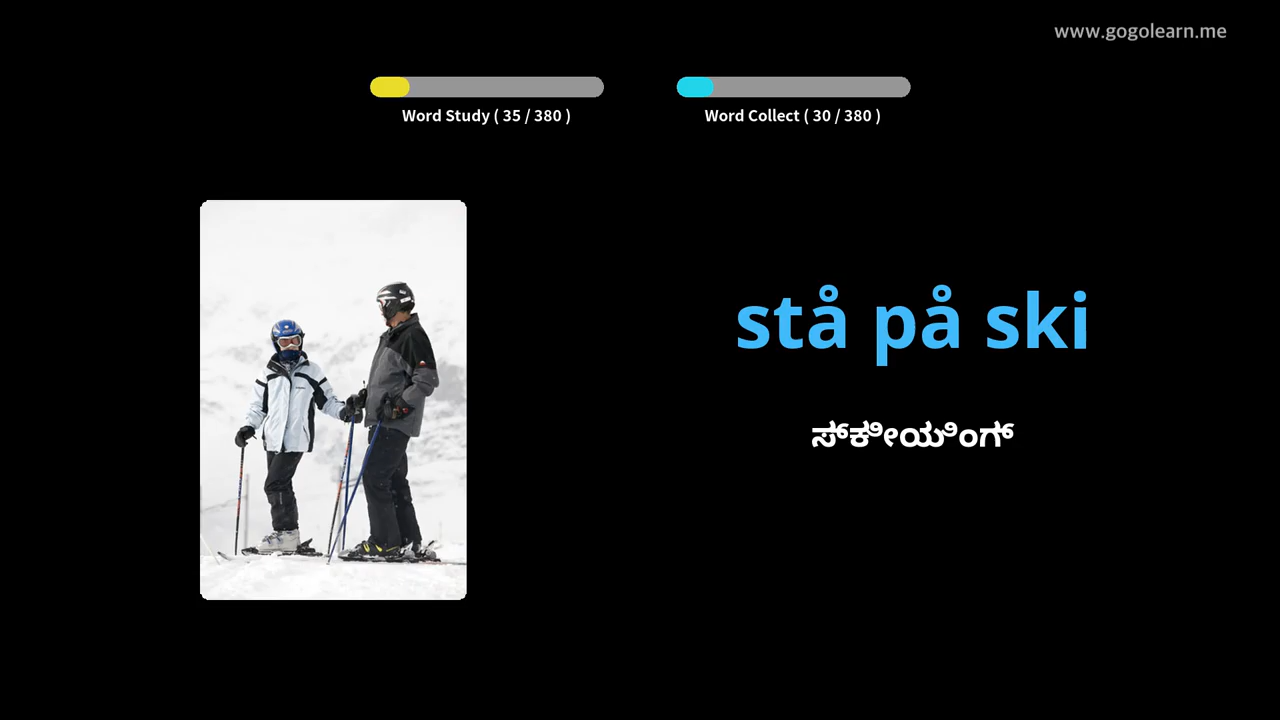 www.gogolearn.me
Word Study ( 35 / 380 )
Word Collect ( 30 / 380 )
stå på ski
ಸ್ಕೀಯಿಂಗ್